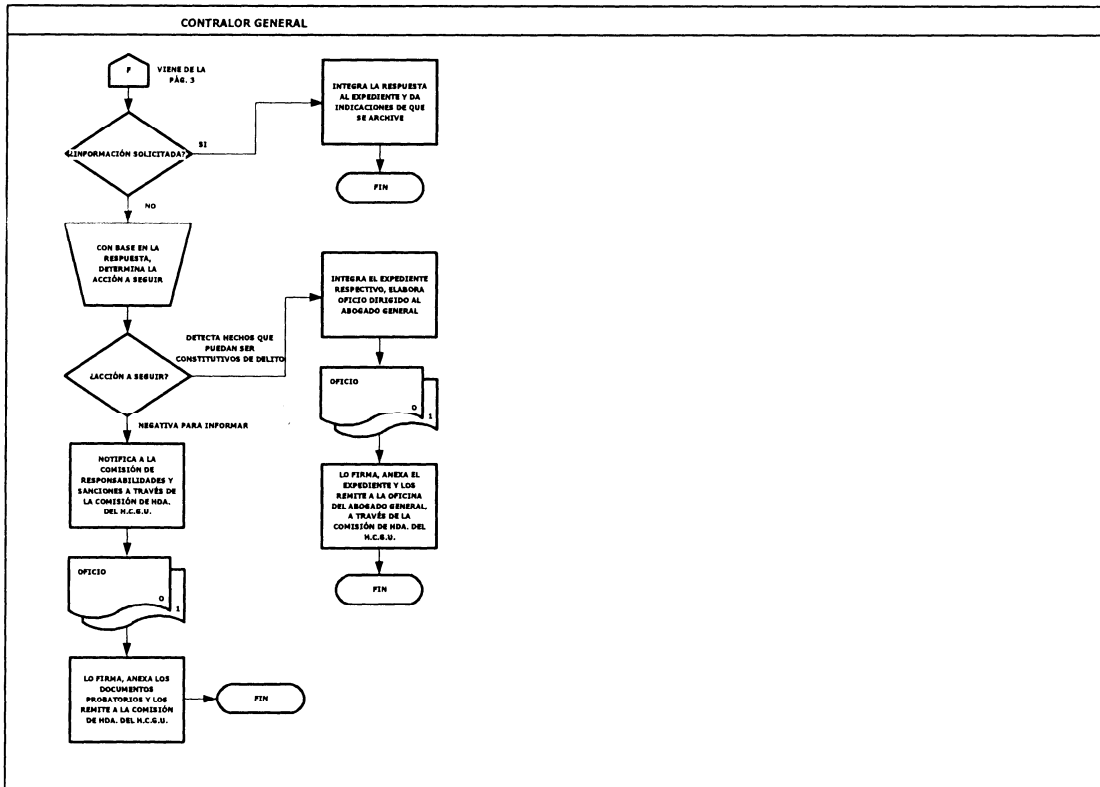 CONTRALOR GENERAL
F
VIENE DE LA
PÁG. 3
¿INFORMACIÓN SOLICITADA?
SI
INTEGRA LA RESPUESTA
AL EXPEDIENTE Y DA
INDICACIONES DE QUE
SE ARCHIVE
FIN
NO
CON BASE EN LA
RESPUESTA,
DETERMINA LA
ACCIÓN A SEGUIR
¿ACCIÓN A SEGUIR?
DETECTA HECHOS QUE
PUEDAN SER
CONSTITUTIVOS DE DELITO
INTEGRA EL EXPEDIENTE
RESPECTIVO, ELABORA
OFICIO DIRIGIDO AL
ABOGADO GENERAL
OFICIO
O
1
LO FIRMA, ANEXA EL
EXPEDIENTE Y LOS
REMITE A LA OFICINA
DEL ABOGADO GENERAL,
A TRAVÉS DE LA
COMISIÓN DE HDA. DEL
H.C.G.U.
FIN
NEGATIVA PARA INFORMAR
NOTIFICA A LA
COMISIÓN DE
RESPONSABILIDADES Y
SANCIONES A TRAVÉS DE
LA COMISIÓN DE HDA.
DEL H.C.G.U.
OFICIO
O
1
LO FIRMA, ANEXA LOS
DOCUMENTOS
PROBATORIOS Y LOS
REMITE A LA COMISIÓN
DE HDA. DEL H.C.G.U.
FIN